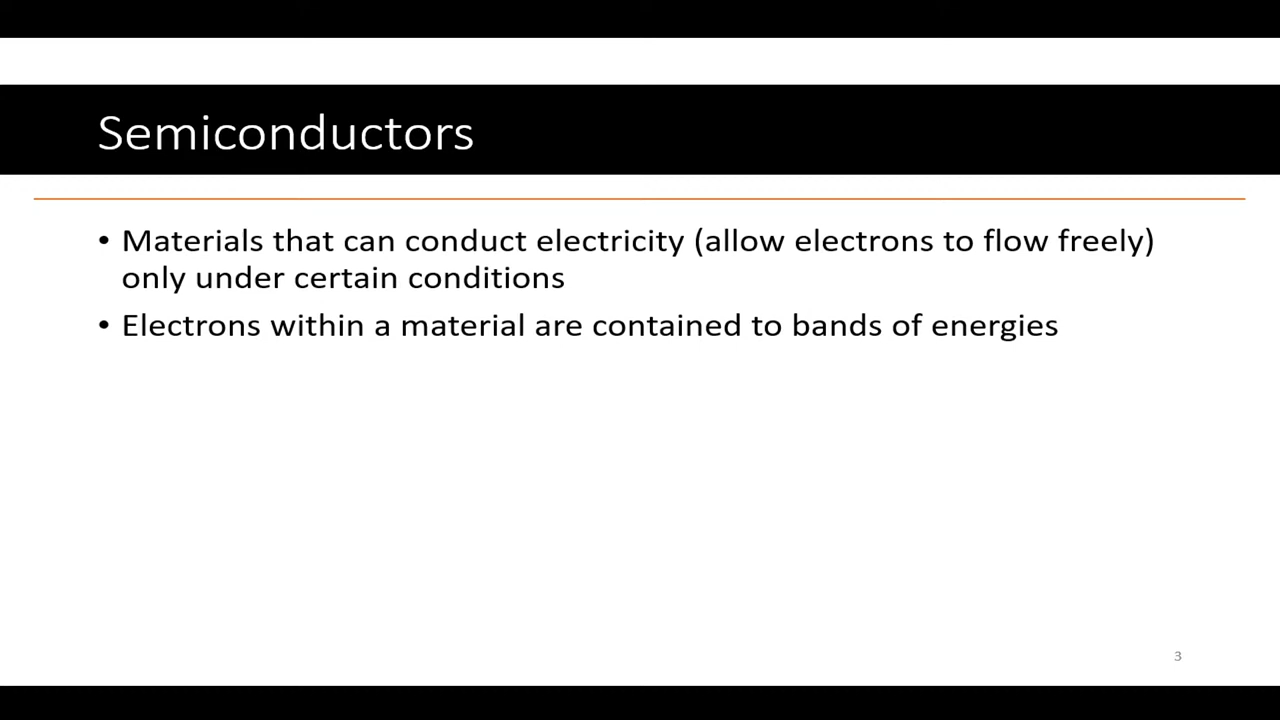 Semiconductors
• Materials that can conduct electricity (allow electrons to flow freely)
only under certain conditions
• Electrons within a material are contained to bands of energies
3